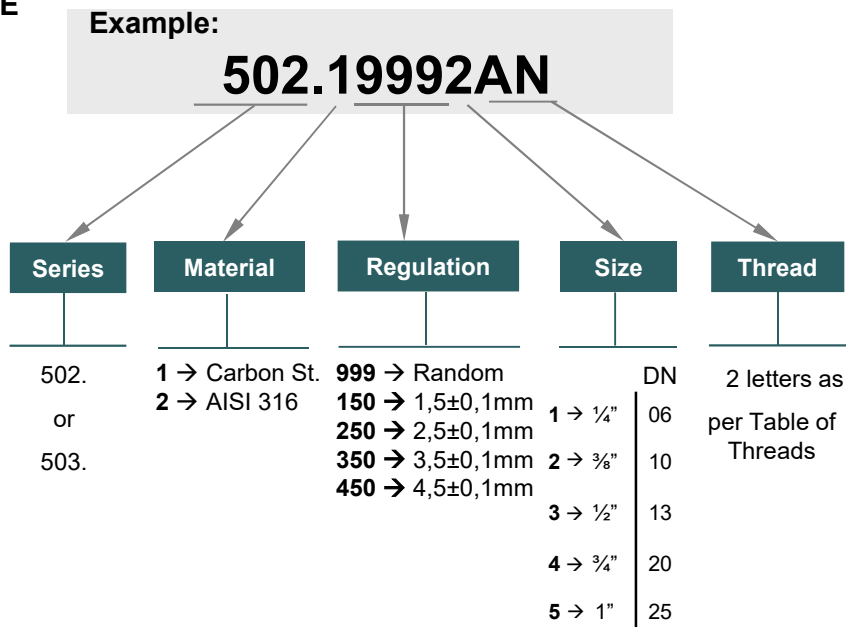 E
Example:
502.19992AN
Series
Material
Regulation
Size
Thread
502.
or
503.
1 → Carbon St.
2 → AISI 316
999 → Random
150 → 1,5±0,1mm
250 → 2,5±0,1mm
350 → 3,5±0,1mm
450 → 4,5±0,1mm
DN
1 → ¼” 06
2 → ⅜” 10
3 → ½” 13
4 → ¾” 20
5 → 1” 25
2 letters as
per Table of
Threads